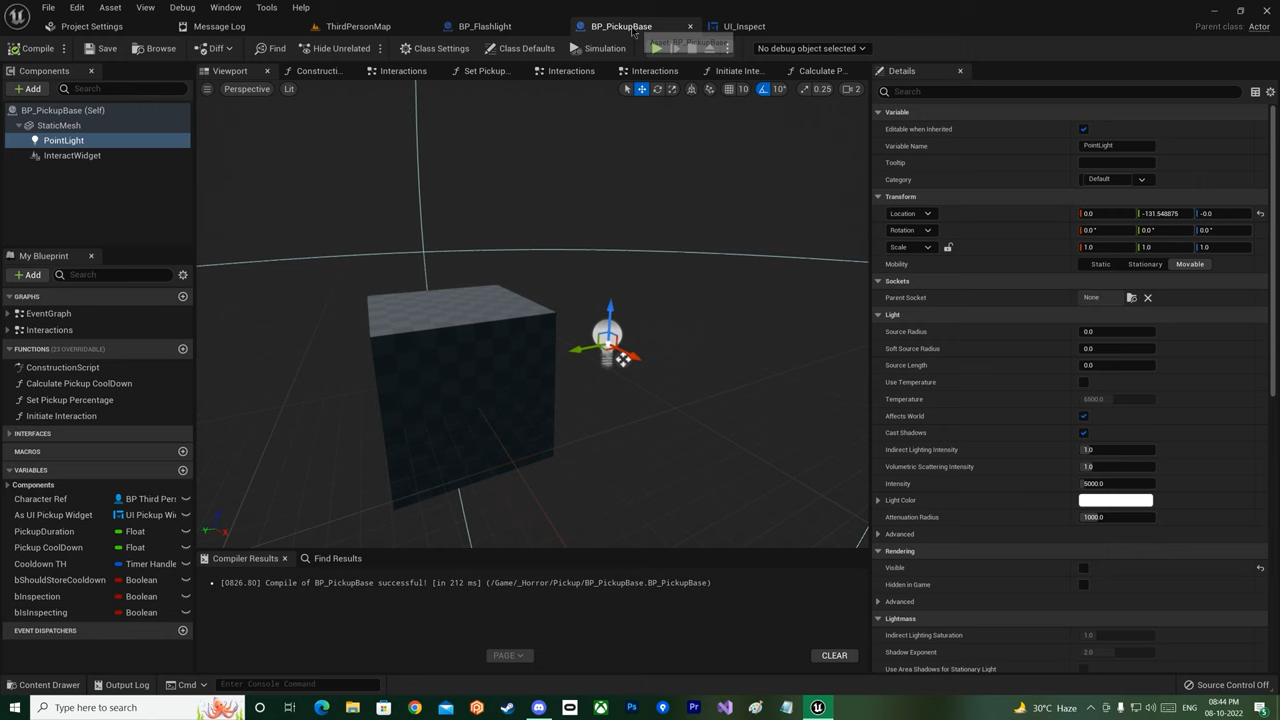 File Edit Asset View Debug Window Tools Help
Project Settings Message Log ThirdPersonMap BP_Flashlight BP_PickupBase UI_Inspect Parent class: Actor
Compile Save Browse Diff Find Hide Unrelated Class Settings Class Defaults Simulation No debug object selected
Asset: BP_PickupBase
Components Viewport Constructi... Interactions Set Pickup... Interactions Interactions Initiate Inte... Calculate P... Details
Add Search Perspective Lit 10 10° 0.25 2 Search
BP_PickupBase (Self)
StaticMesh
PointLight
InteractWidget
Variable
Editable when Inherited
Variable Name PointLight
Tooltip
Category Default
Transform
Location 0.0 -131.548875 -0.0
Rotation 0.0° 0.0° 0.0°
Scale 1.0 1.0 1.0
Mobility Static Stationary Movable
Sockets
Parent Socket None
Light
Source Radius 0.0
Soft Source Radius 0.0
Source Length 0.0
Use Temperature
Temperature 6500.0
Affects World
Cast Shadows
Indirect Lighting Intensity 1.0
Volumetric Scattering Intensity 1.0
Intensity 5000.0
Light Color
Attenuation Radius 1000.0
Advanced
Rendering
Visible
Hidden in Game
Advanced
Lightmass
Indirect Lighting Saturation 1.0
Shadow Exponent 2.0
Use Area Shadows for Stationary Light
My Blueprint
Add Search
GRAPHS
EventGraph
Interactions
FUNCTIONS (23 OVERRIDABLE)
ConstructionScript
Calculate Pickup CoolDown
Set Pickup Percentage
Initiate Interaction
INTERFACES
MACROS
VARIABLES
Components
Character Ref BP Third Pers
As UI Pickup Widget UI Pickup Wi
PickupDuration Float
Pickup CoolDown Float
Cooldown TH Timer Handle
bShouldStoreCooldown Boolean
bInspection Boolean
bIsInspecting Boolean
EVENT DISPATCHERS
Z X Y
Compiler Results Find Results
[0826.80] Compile of BP_PickupBase successful! [in 212 ms] (/Game/_Horror/Pickup/BP_PickupBase.BP_PickupBase)
PAGE CLEAR
Content Drawer Output Log Cmd Enter Console Command Source Control Off
Type here to search 30°C Haze 08:44 PM
08-10-2022